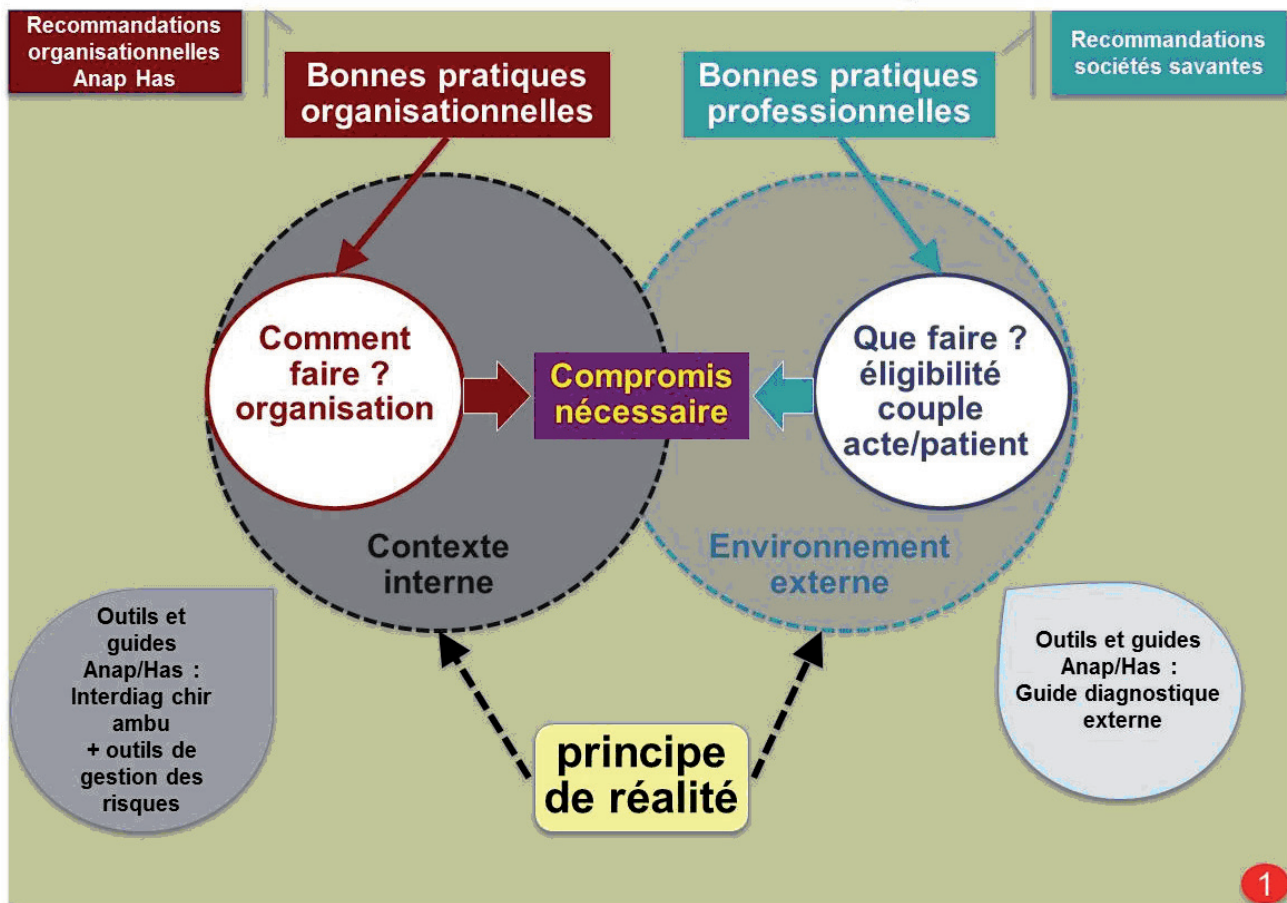 Recommandations
organisationnelles
Anap Has
Bonnes pratiques
organisationnelles
Bonnes pratiques
professionnelles
Recommandations
sociétés savantes
Comment
faire ?
organisation
Compromis
nécessaire
Que faire ?
éligibilité
couple
acte/patient
Contexte
interne
Environnement
externe
Outils et
guides
Anap/Has :
Interdiag chir
ambu
+ outils de
gestion des
risques
principe
de réalité
Outils et guides
Anap/Has :
Guide diagnostique
externe
1